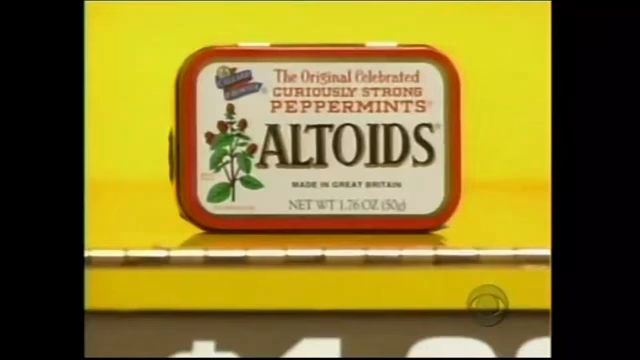 The Original Celebrated
CURIOUSLY STRONG
PEPPERMINTS
ALTOIDS®
MADE IN GREAT BRITAIN
NET WT 1.76 OZ (50g)